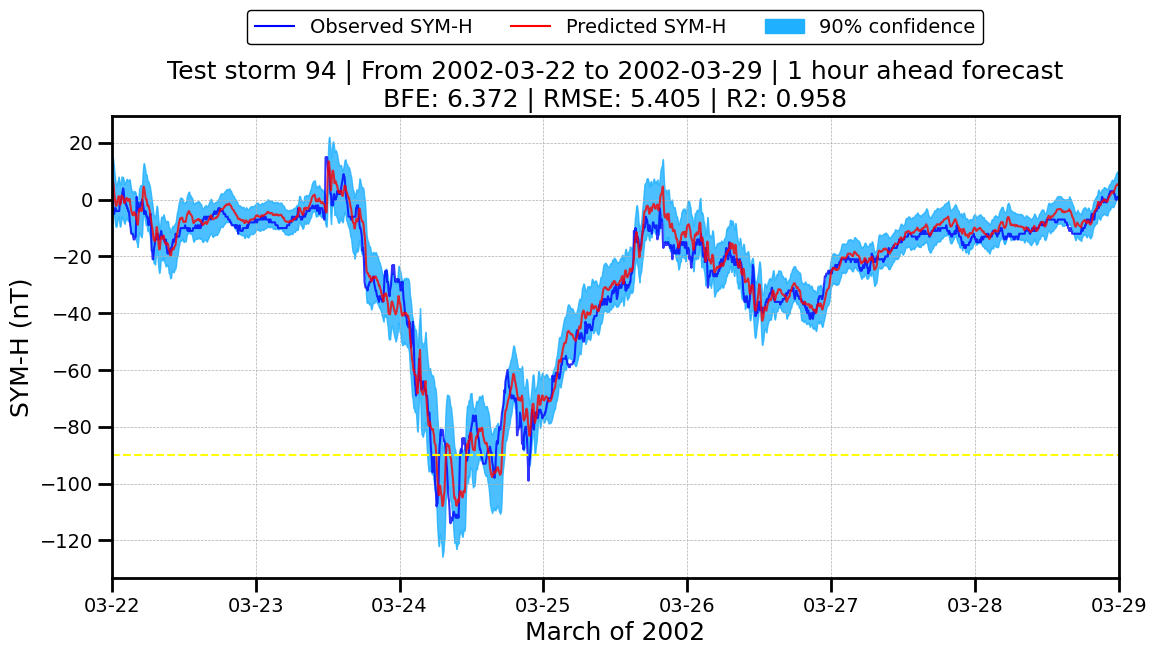 Observed SYM-H
Predicted SYM-H
90% confidence
Test storm 94 | From 2002-03-22 to 2002-03-29 | 1 hour ahead forecast
BFE: 6.372 | RMSE: 5.405 | R2: 0.958
SYM-H (nT)
20
0
−20
−40
−60
−80
−100
−120
03-22
03-23
03-24
03-25
03-26
03-27
03-28
03-29
March of 2002